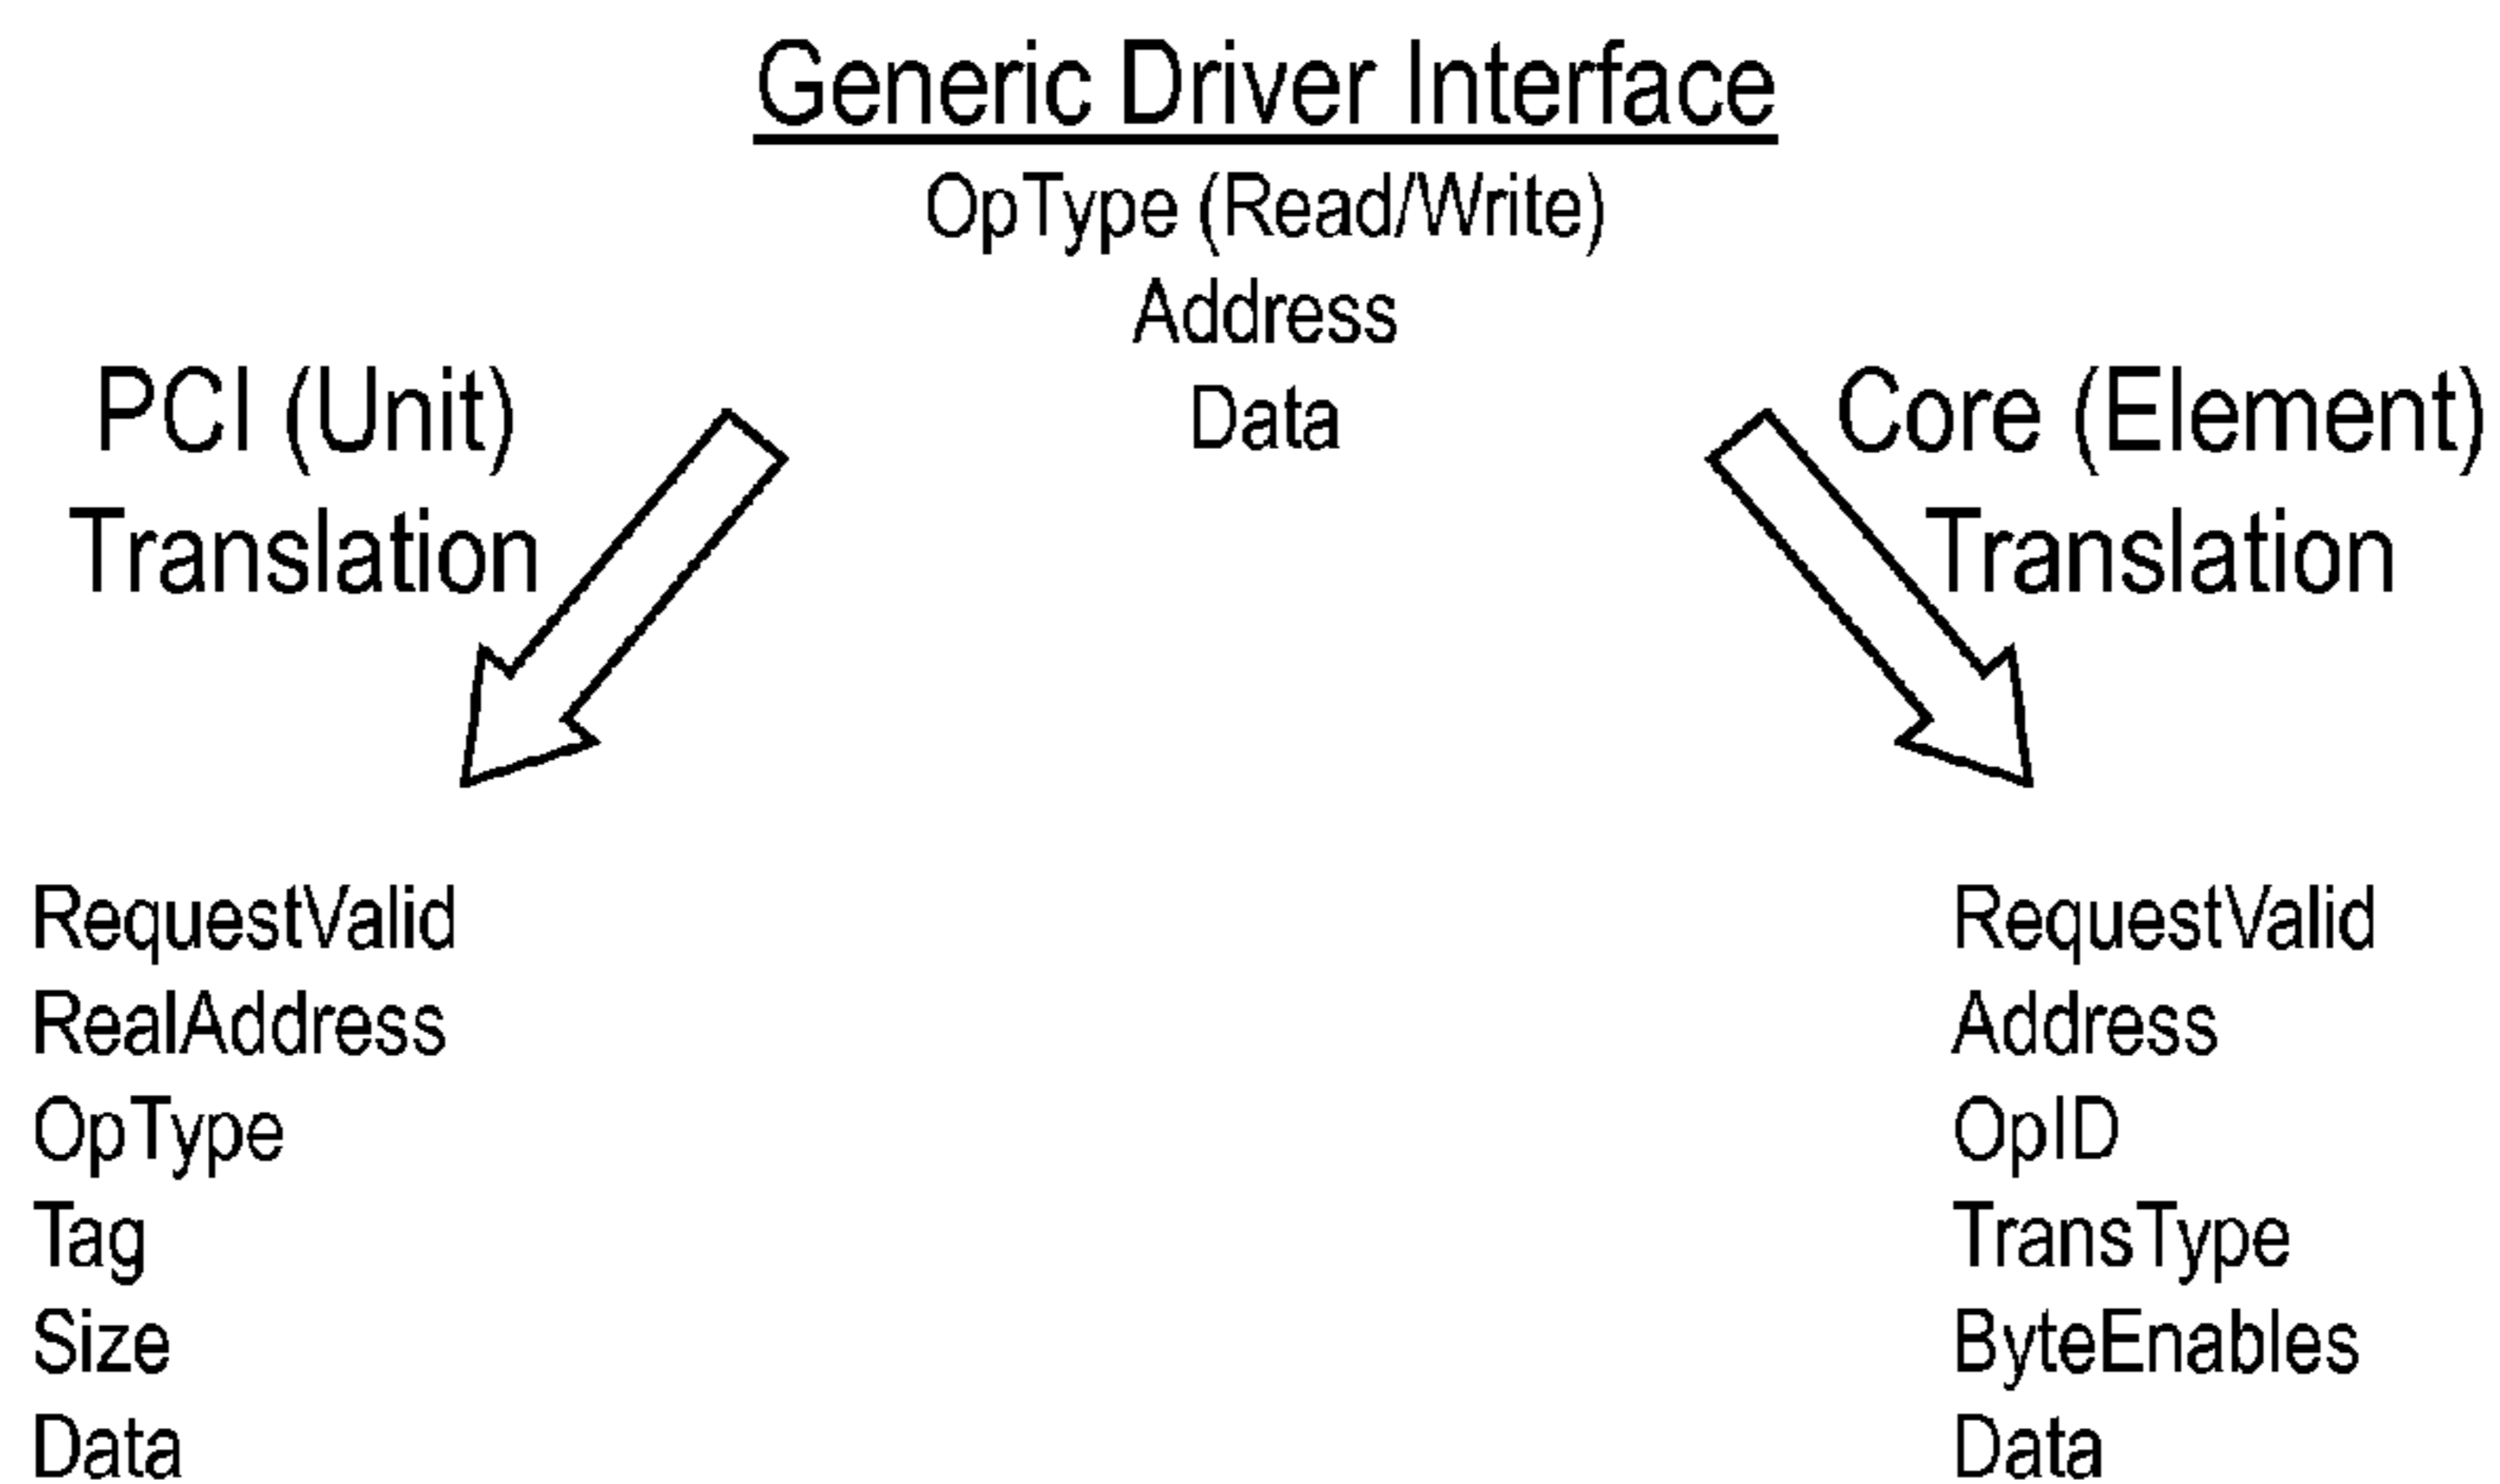 Generic Driver Interface
OpType (Read/Write)
Address
Data
PCI (Unit)
Translation
Core (Element)
Translation
RequestValid
RealAddress
OpType
Tag
Size
Data
RequestValid
Address
OpID
TransType
ByteEnables
Data